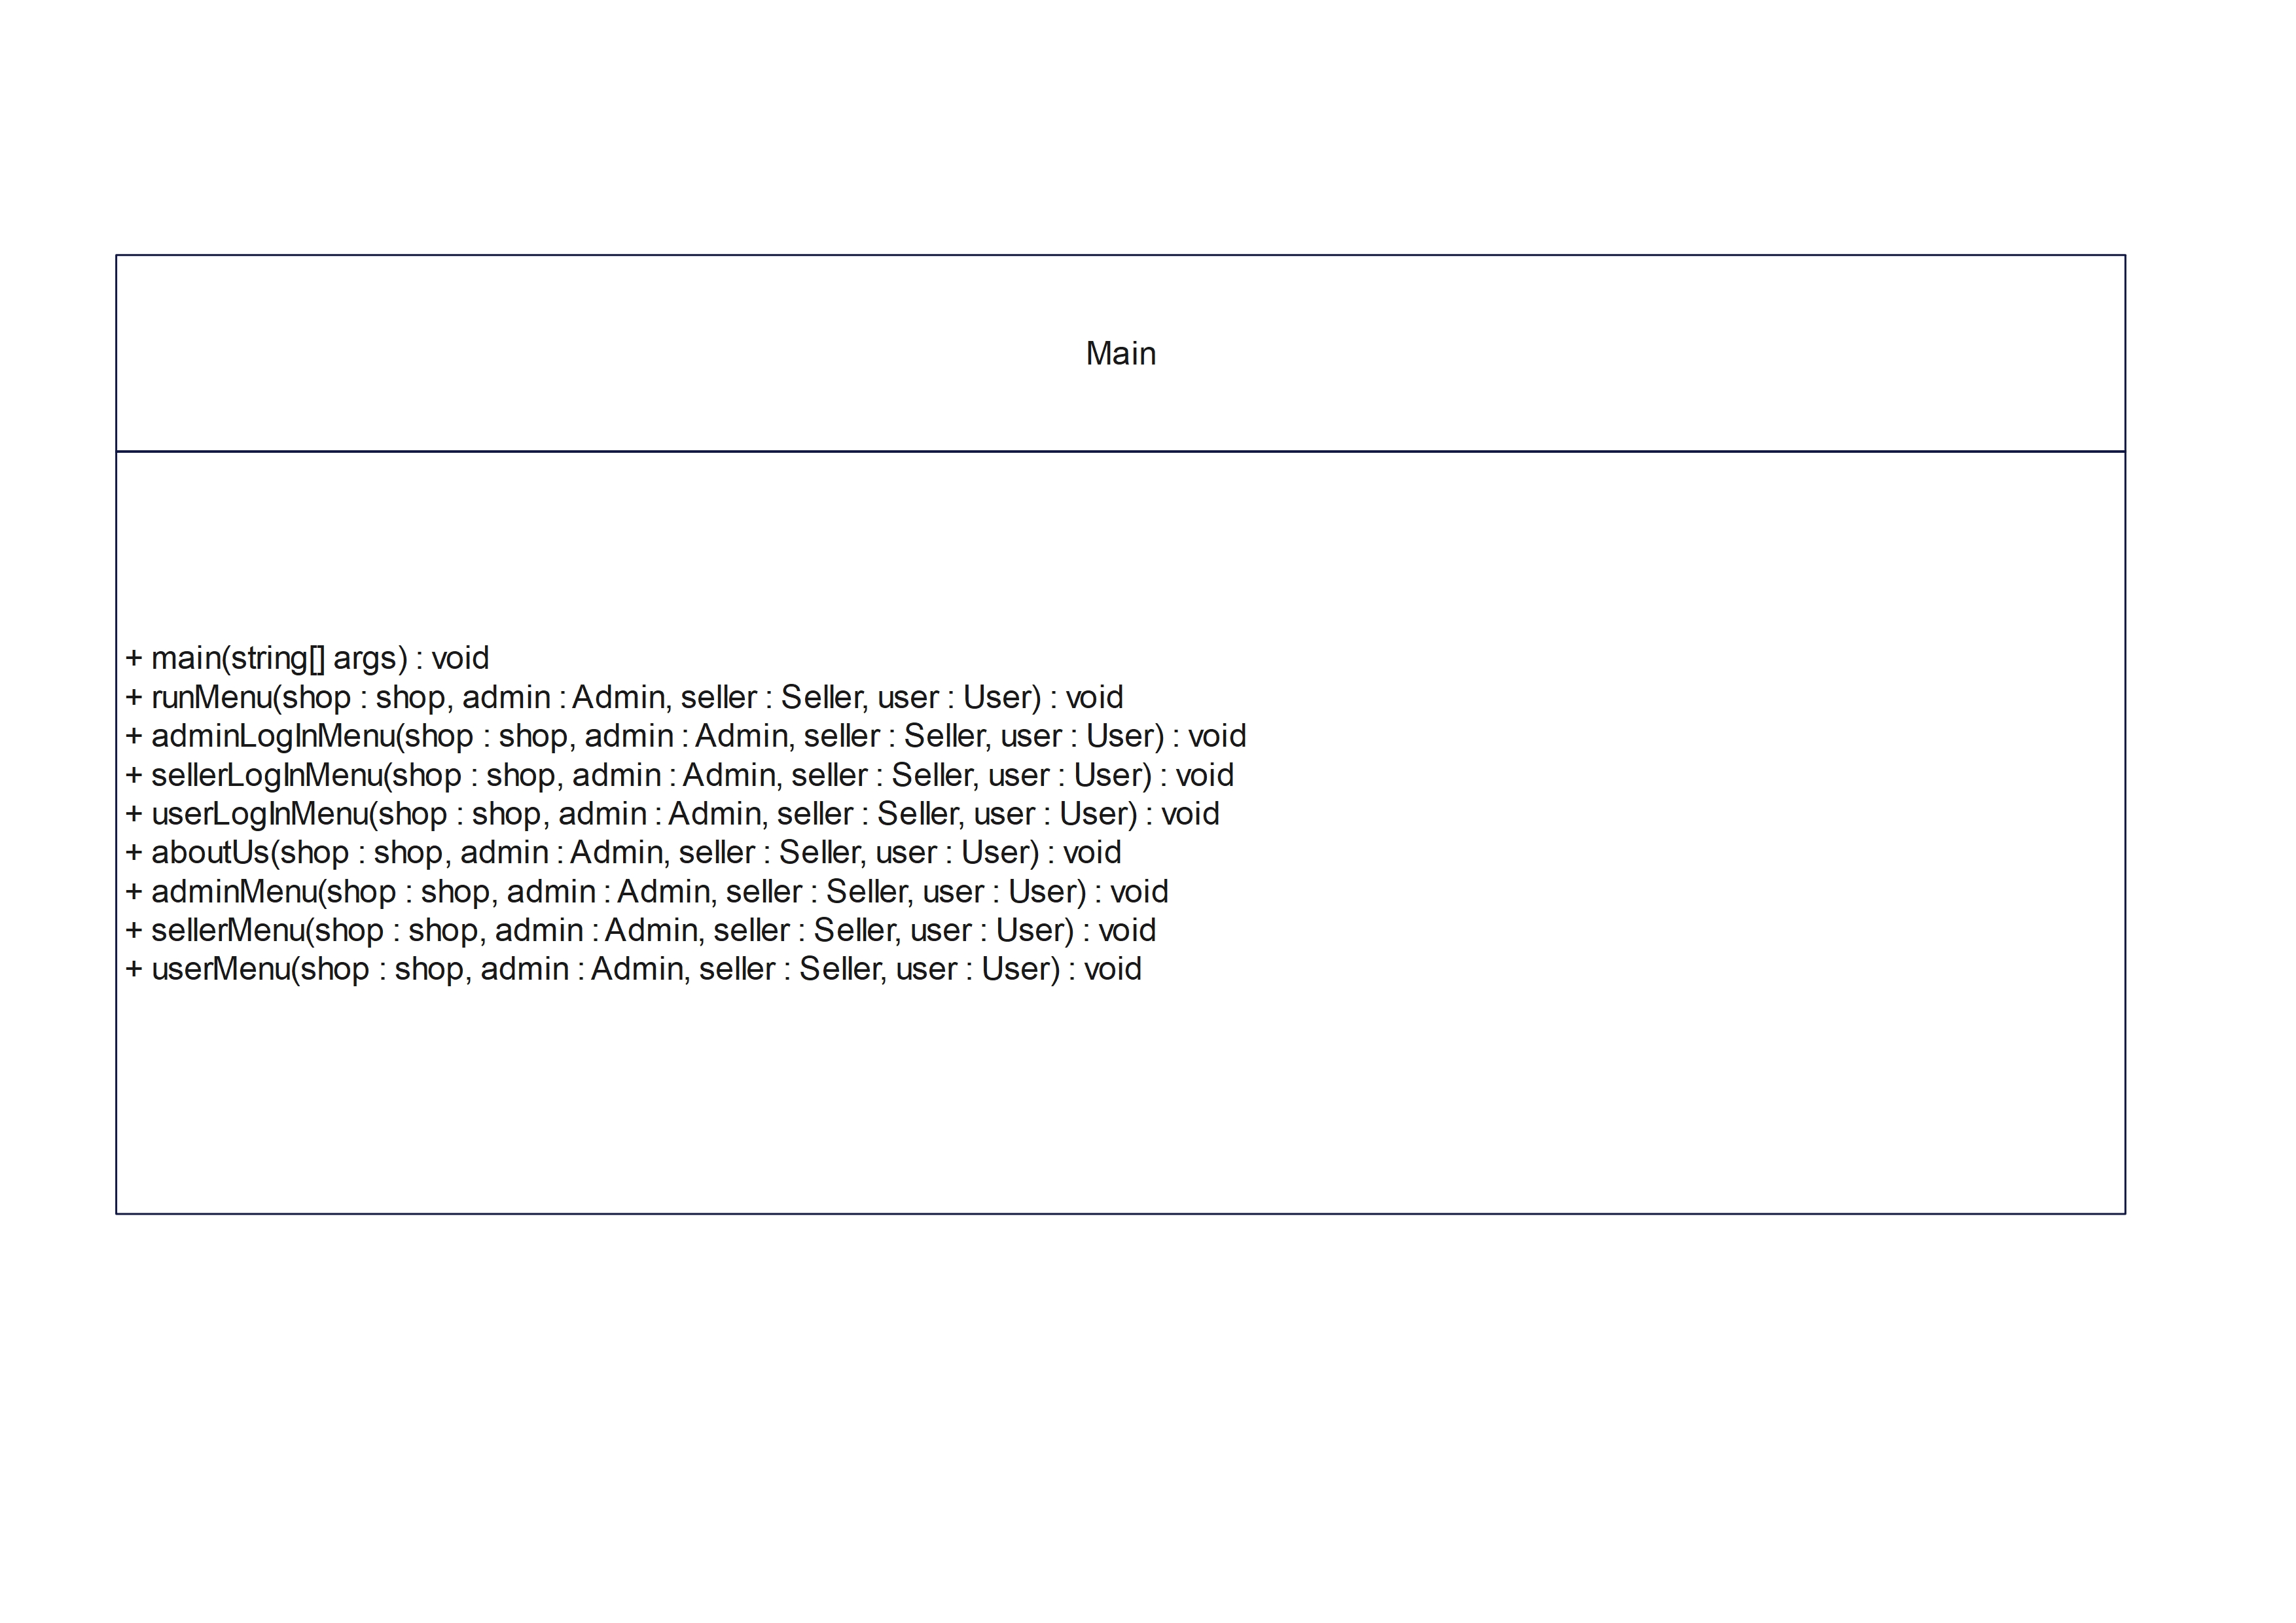 Main
+ main(string[] args) : void
+ runMenu(shop : shop, admin : Admin, seller : Seller, user : User) : void
+ adminLogInMenu(shop : shop, admin : Admin, seller : Seller, user : User) : void
+ sellerLogInMenu(shop : shop, admin : Admin, seller : Seller, user : User) : void
+ userLogInMenu(shop : shop, admin : Admin, seller : Seller, user : User) : void
+ aboutUs(shop : shop, admin : Admin, seller : Seller, user : User) : void
+ adminMenu(shop : shop, admin : Admin, seller : Seller, user : User) : void
+ sellerMenu(shop : shop, admin : Admin, seller : Seller, user : User) : void
+ userMenu(shop : shop, admin : Admin, seller : Seller, user : User) : void